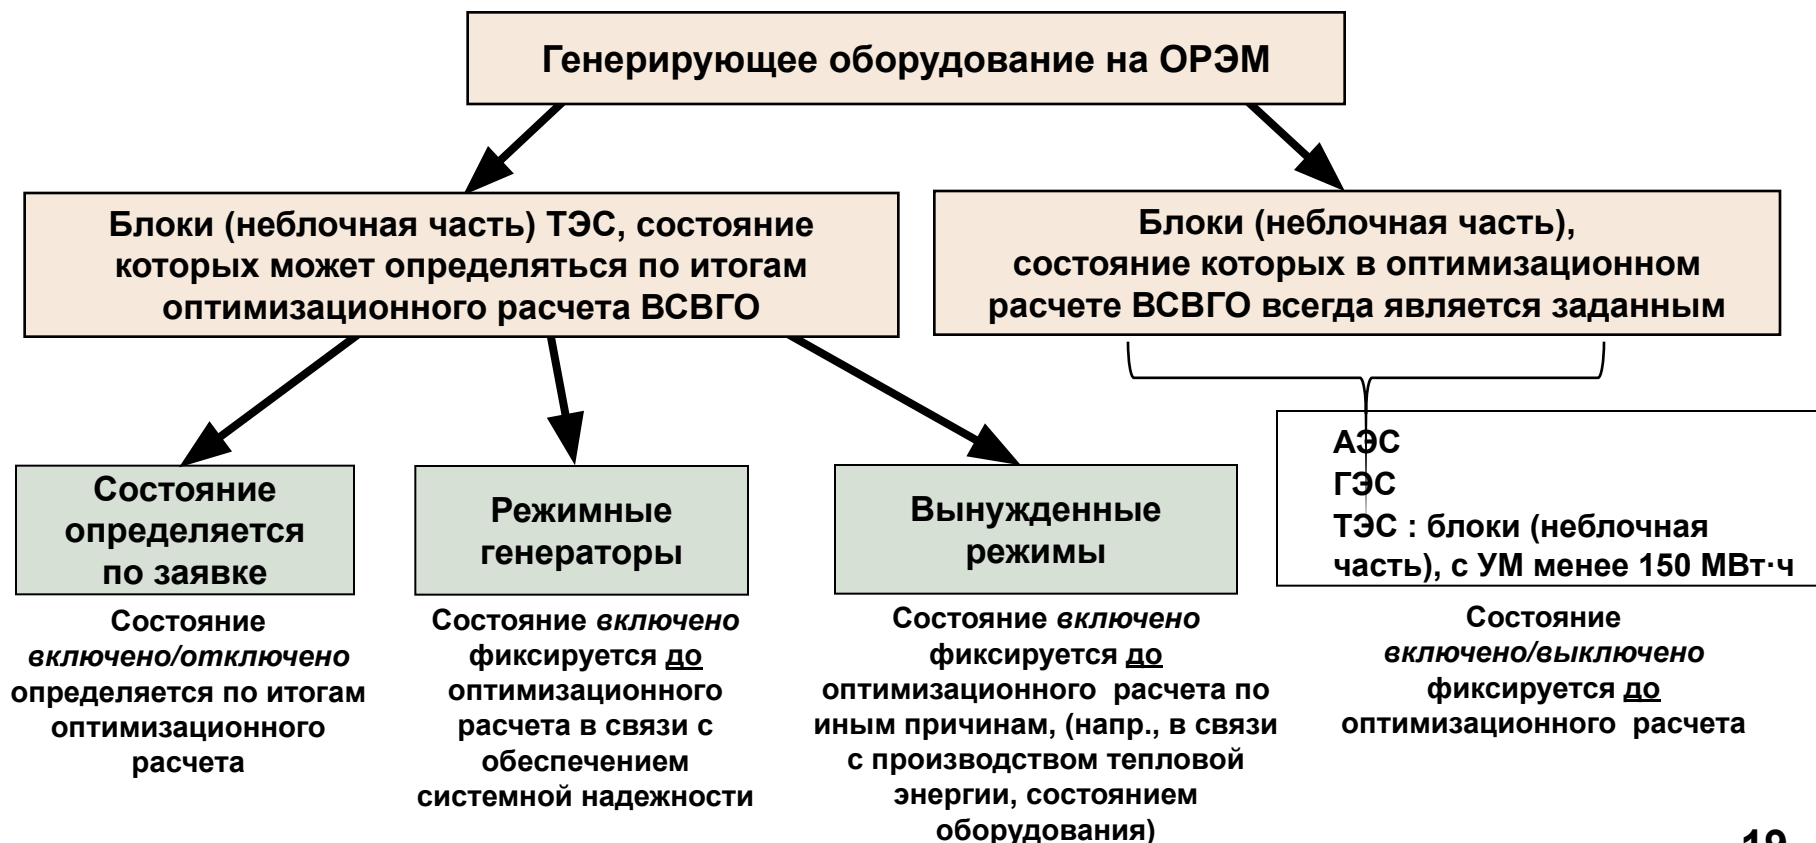 Генерирующее оборудование на ОРЭМ
Блоки (неблочная часть) ТЭС, состояние
которых может определяться по итогам
оптимизационного расчета ВСВГО
Блоки (неблочная часть),
состояние которых в оптимизационном
расчете ВСВГО всегда является заданным
Состояние
определяется
по заявке
Режимные
генераторы
Вынужденные
режимы
АЭС
ГЭС
ТЭС : блоки (неблочная
часть), с УМ менее 150 МВт·ч
Состояние
включено/отключено
определяется по итогам
оптимизационного
расчета
Состояние включено
фиксируется до
оптимизационного
расчета в связи с
обеспечением
системной надежности
Состояние включено
фиксируется до
оптимизационного расчета по
иным причинам, (напр., в связи
с производством тепловой
энергии, состоянием
оборудования)
Состояние
включено/выключено
фиксируется до
оптимизационного расчета